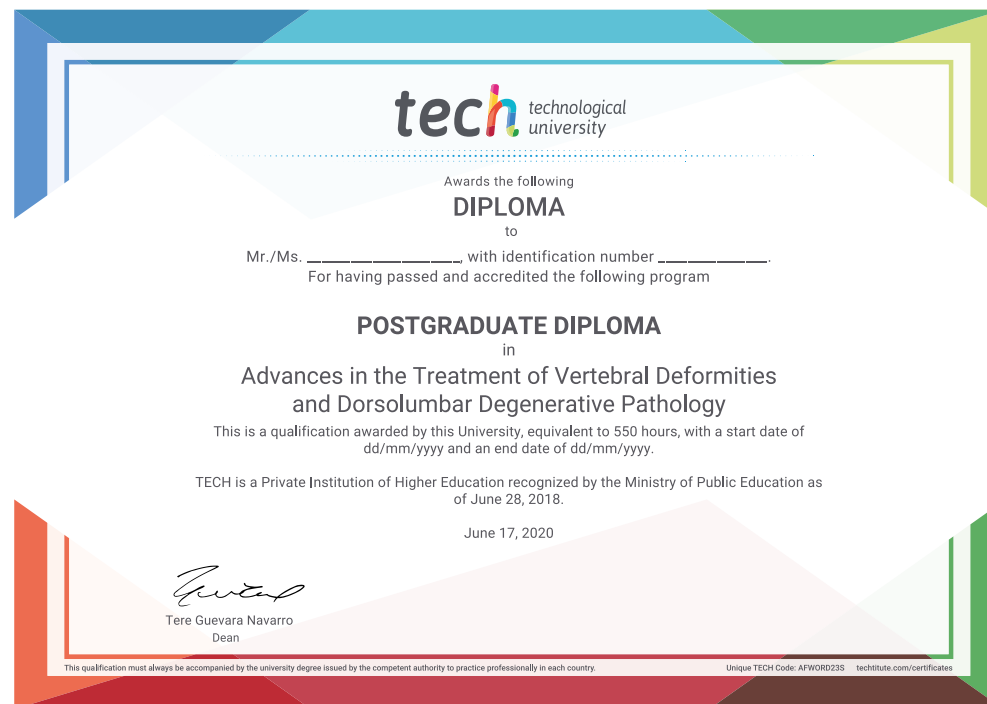 tech technological
university
Awards the following
DIPLOMA
to
Mr./Ms. ____________________, with identification number ______________.
For having passed and accredited the following program
POSTGRADUATE DIPLOMA
in
Advances in the Treatment of Vertebral Deformities
and Dorsolumbar Degenerative Pathology
This is a qualification awarded by this University, equivalent to 550 hours, with a start date of
dd/mm/yyyy and an end date of dd/mm/yyyy.
TECH is a Private Institution of Higher Education recognized by the Ministry of Public Education as
of June 28, 2018.
June 17, 2020
Tere Guevara Navarro
Dean
This qualification must always be accompanied by the university degree issued by the competent authority to practice professionally in each country. Unique TECH Code: AFWORD23S techtitute.com/certificates